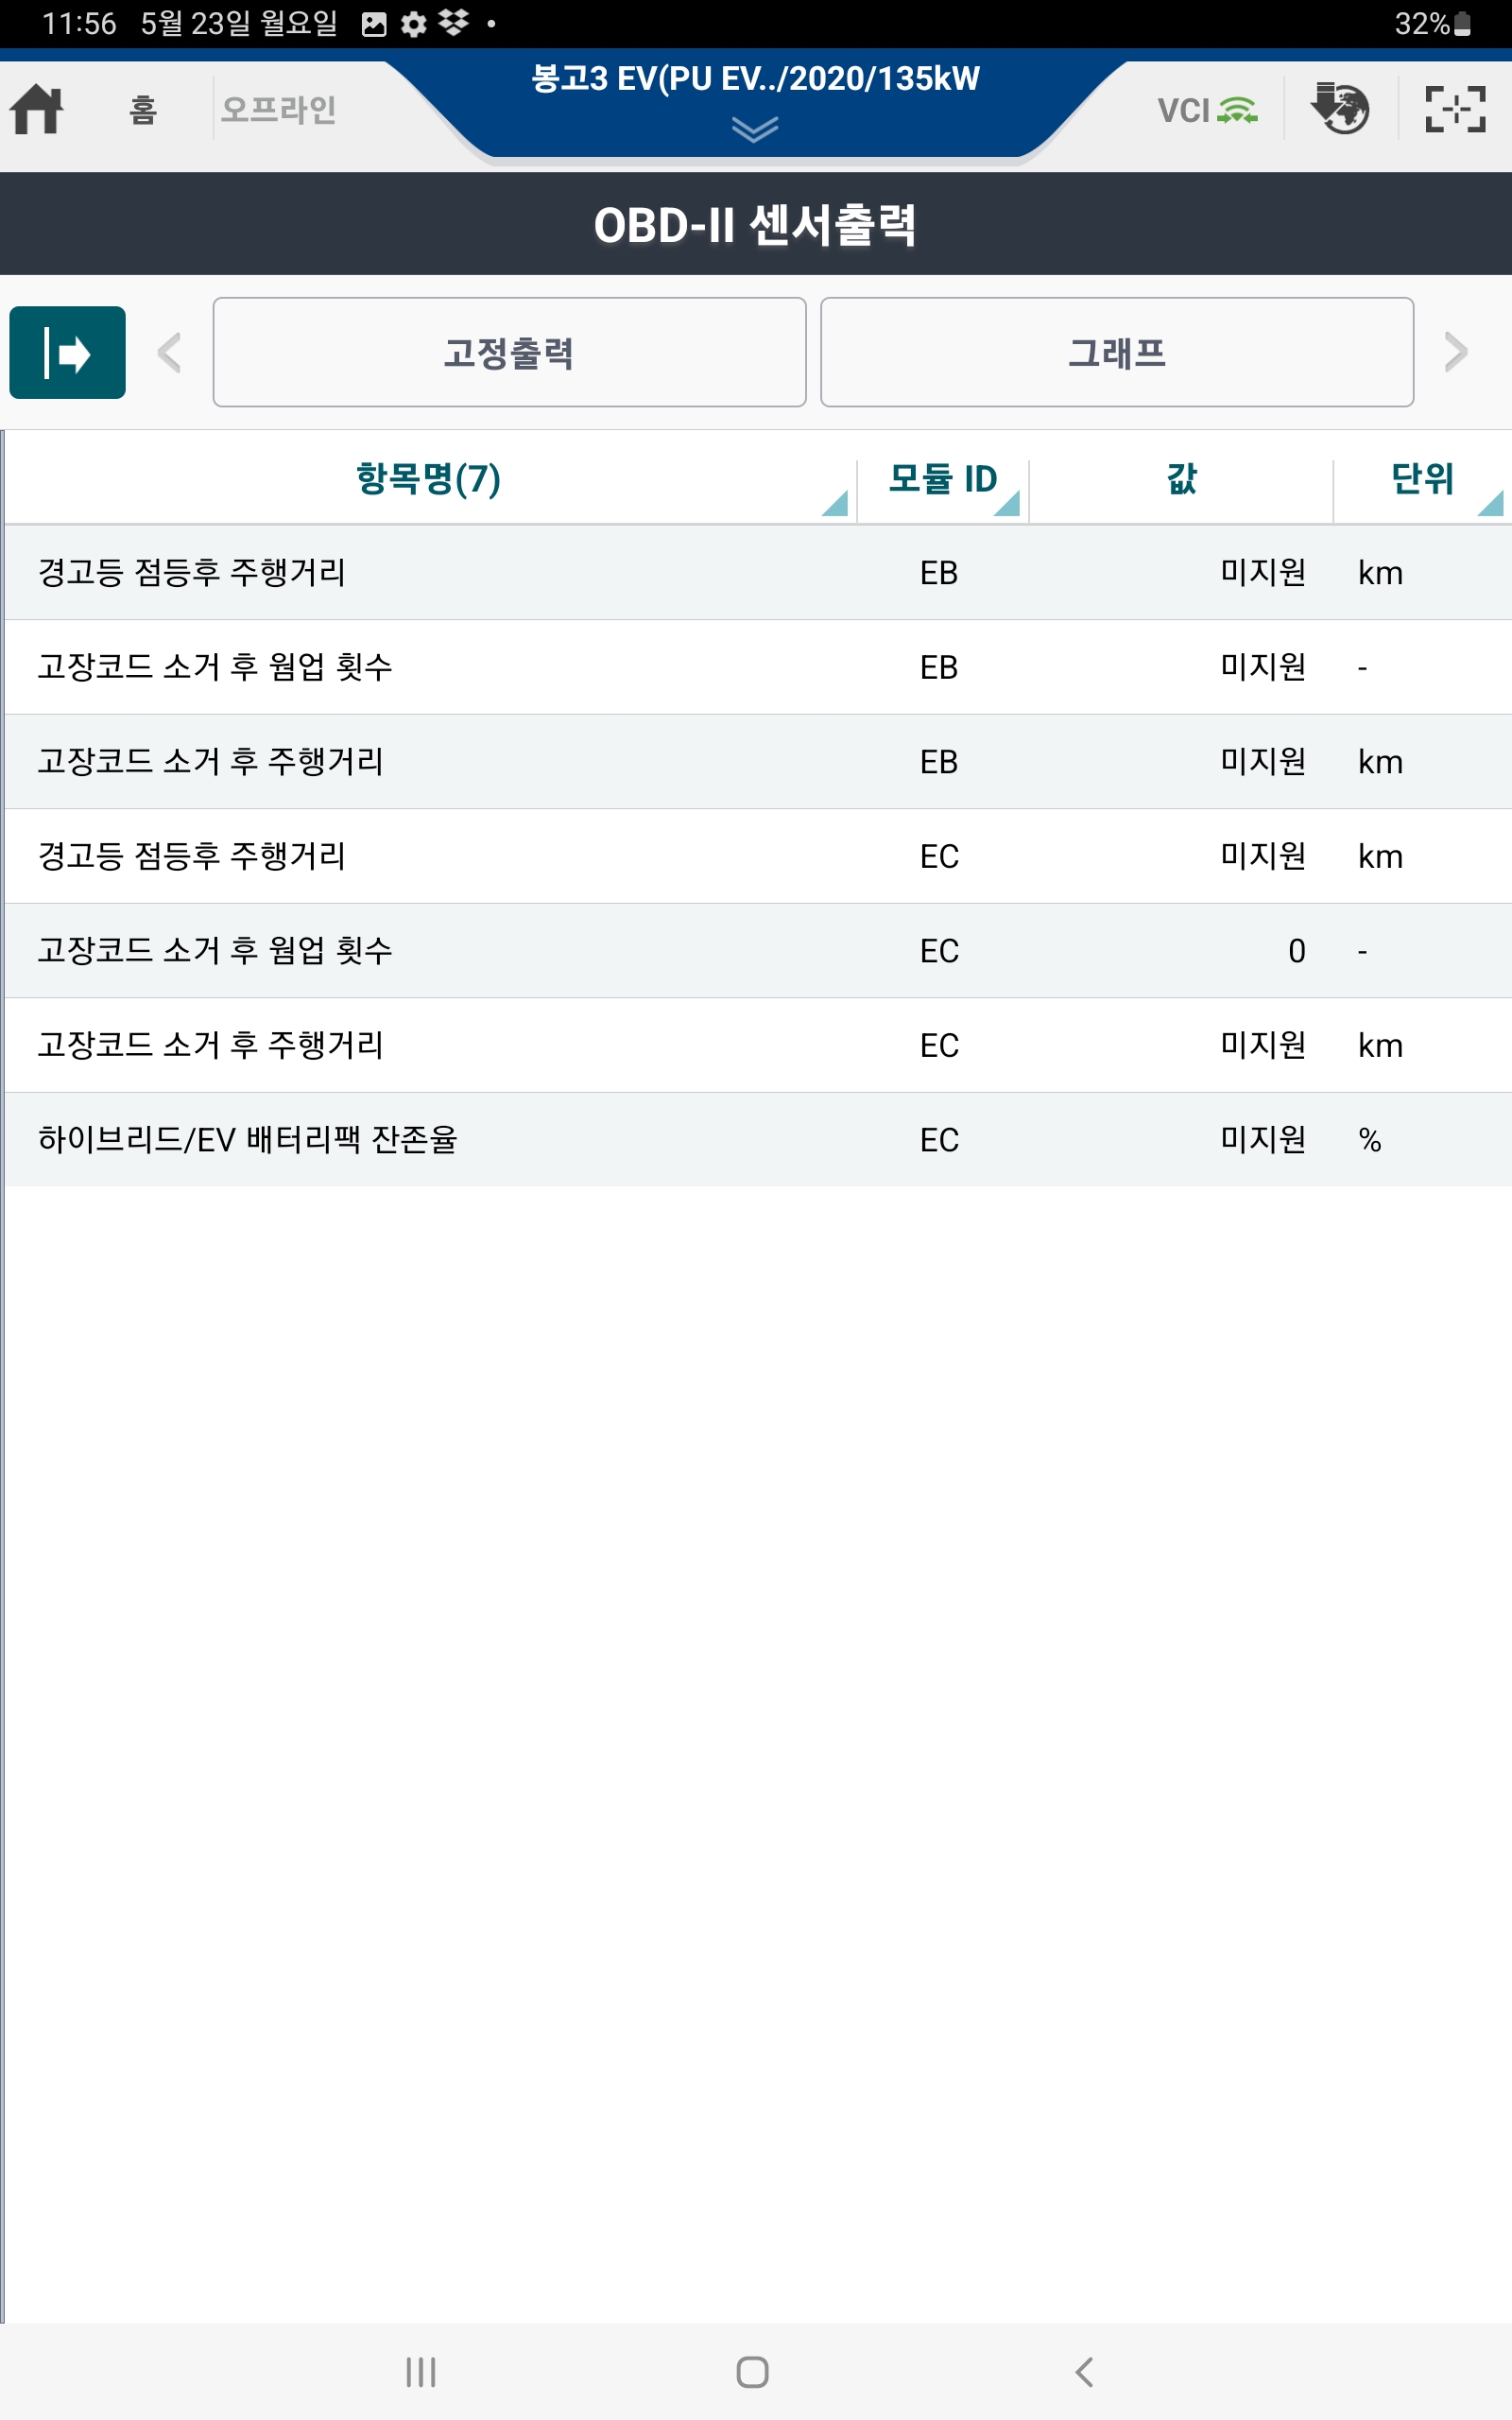 11:56 5월 23일 월요일 32%
홈 오프라인 봉고3 EV(PU EV../2020/135kW VCI
OBD-II 센서출력
고정출력 그래프
항목명(7) 모듈 ID 값 단위
경고등 점등후 주행거리 EB 미지원 km
고장코드 소거 후 웜업 횟수 EB 미지원 -
고장코드 소거 후 주행거리 EB 미지원 km
경고등 점등후 주행거리 EC 미지원 km
고장코드 소거 후 웜업 횟수 EC 0 -
고장코드 소거 후 주행거리 EC 미지원 km
하이브리드/EV 배터리팩 잔존율 EC 미지원 %